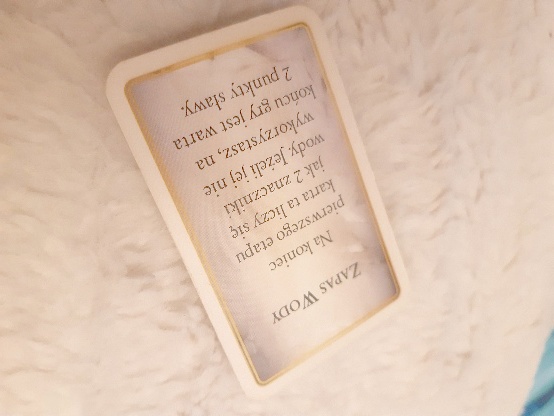 Zapas Wody
Na koniec
pierwszego etapu
karta ta liczy się
jak 2 znaczniki
wody. Jeżeli jej nie
wykorzystasz, na
końcu gry jest warta
2 punkty sławy.